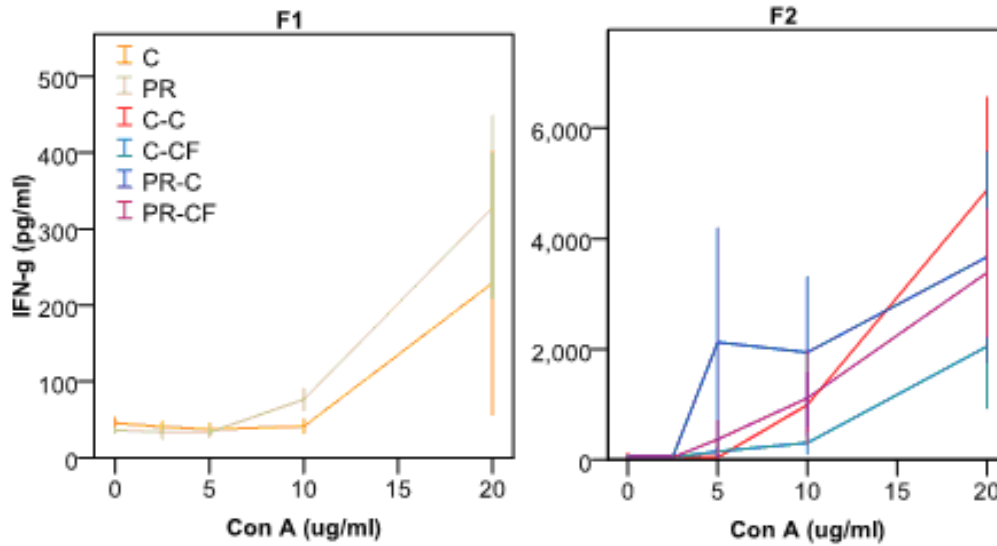 F1
500
400
300
200
100
0
IFN-g (pg/ml)
C
PR
C-C
C-CF
PR-C
PR-CF
0 5 10 15 20
Con A (ug/ml)
F2
6,000
4,000
2,000
0
0 5 10 15 20
Con A (ug/ml)